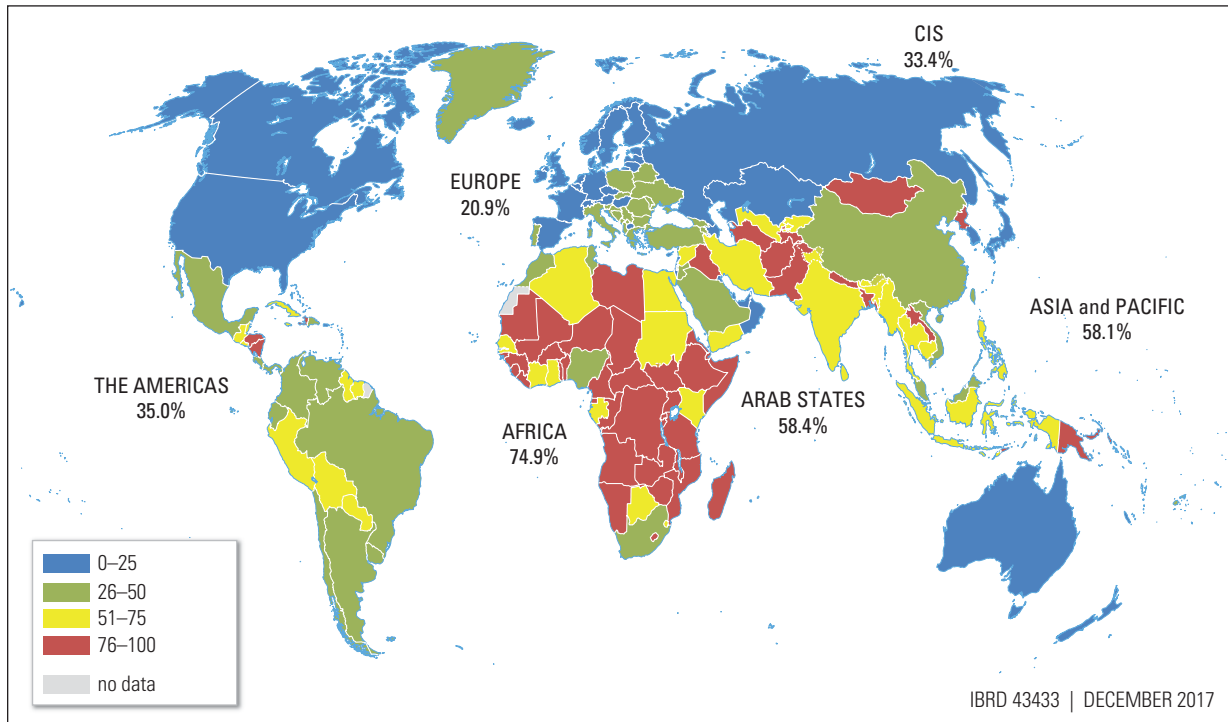 CIS
33.4%
EUROPE
20.9%
ASIA and PACIFIC
58.1%
THE AMERICAS
35.0%
ARAB STATES
58.4%
AFRICA
74.9%
0–25
26–50
51–75
76–100
no data
IBRD 43433 | DECEMBER 2017